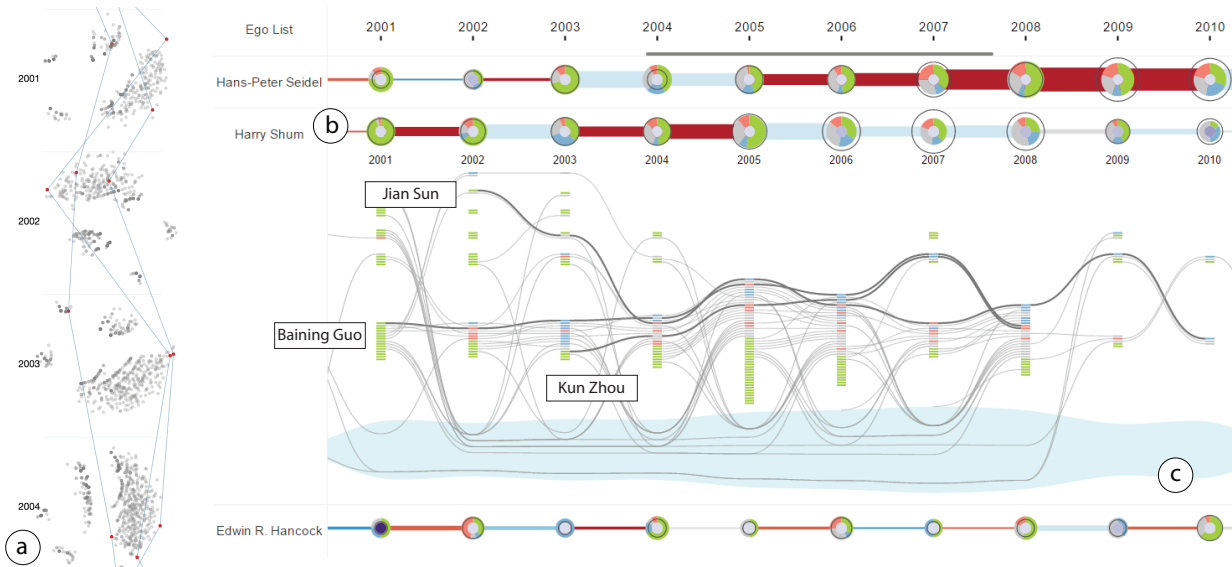 Ego List
2001 2002 2003 2004 2005 2006 2007 2008 2009 2010
Hans-Peter Seidel
Harry Shum
b
2001 2002 2003 2004 2005 2006 2007 2008 2009 2010
Jian Sun
Baining Guo
Kun Zhou
c
Edwin R. Hancock
2001
2002
2003
2004
a